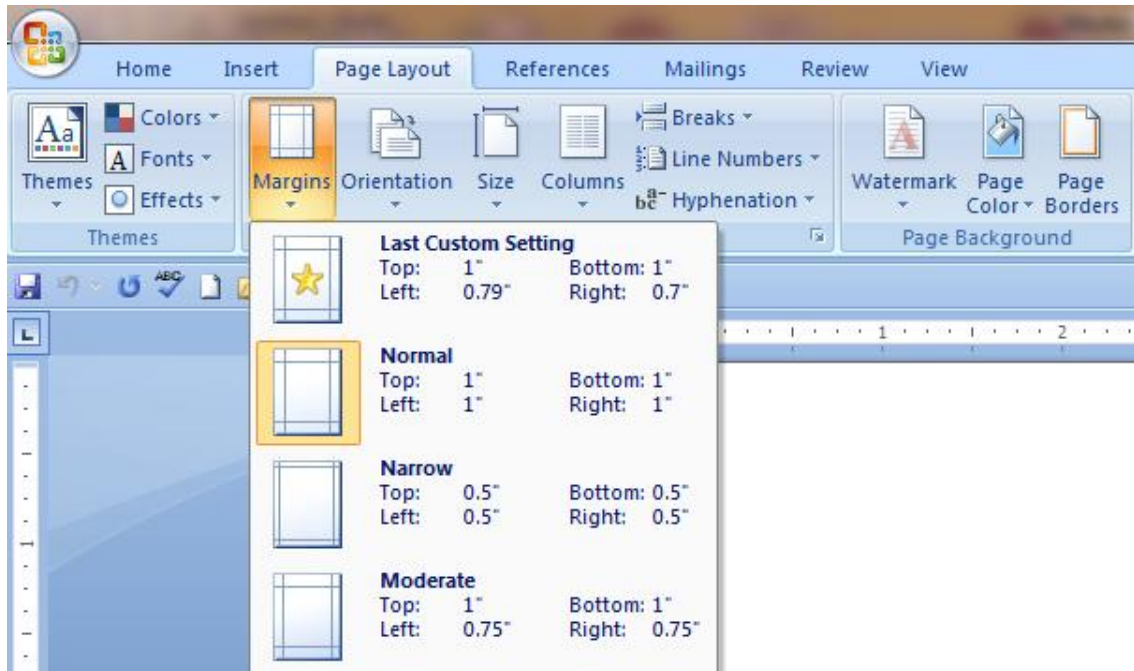 Home Insert Page Layout References Mailings Review View
Aa
Colors
A Fonts
Effects
Themes
Themes
Margins Orientation Size Columns
Breaks
Line Numbers
Hyphenation
Watermark Page Color Page Borders
Page Background
ABC
Last Custom Setting
Top: 1" Bottom: 1"
Left: 0.79" Right: 0.7"
Normal
Top: 1" Bottom: 1"
Left: 1" Right: 1"
Narrow
Top: 0.5" Bottom: 0.5"
Left: 0.5" Right: 0.5"
Moderate
Top: 1" Bottom: 1"
Left: 0.75" Right: 0.75"
1 2
1